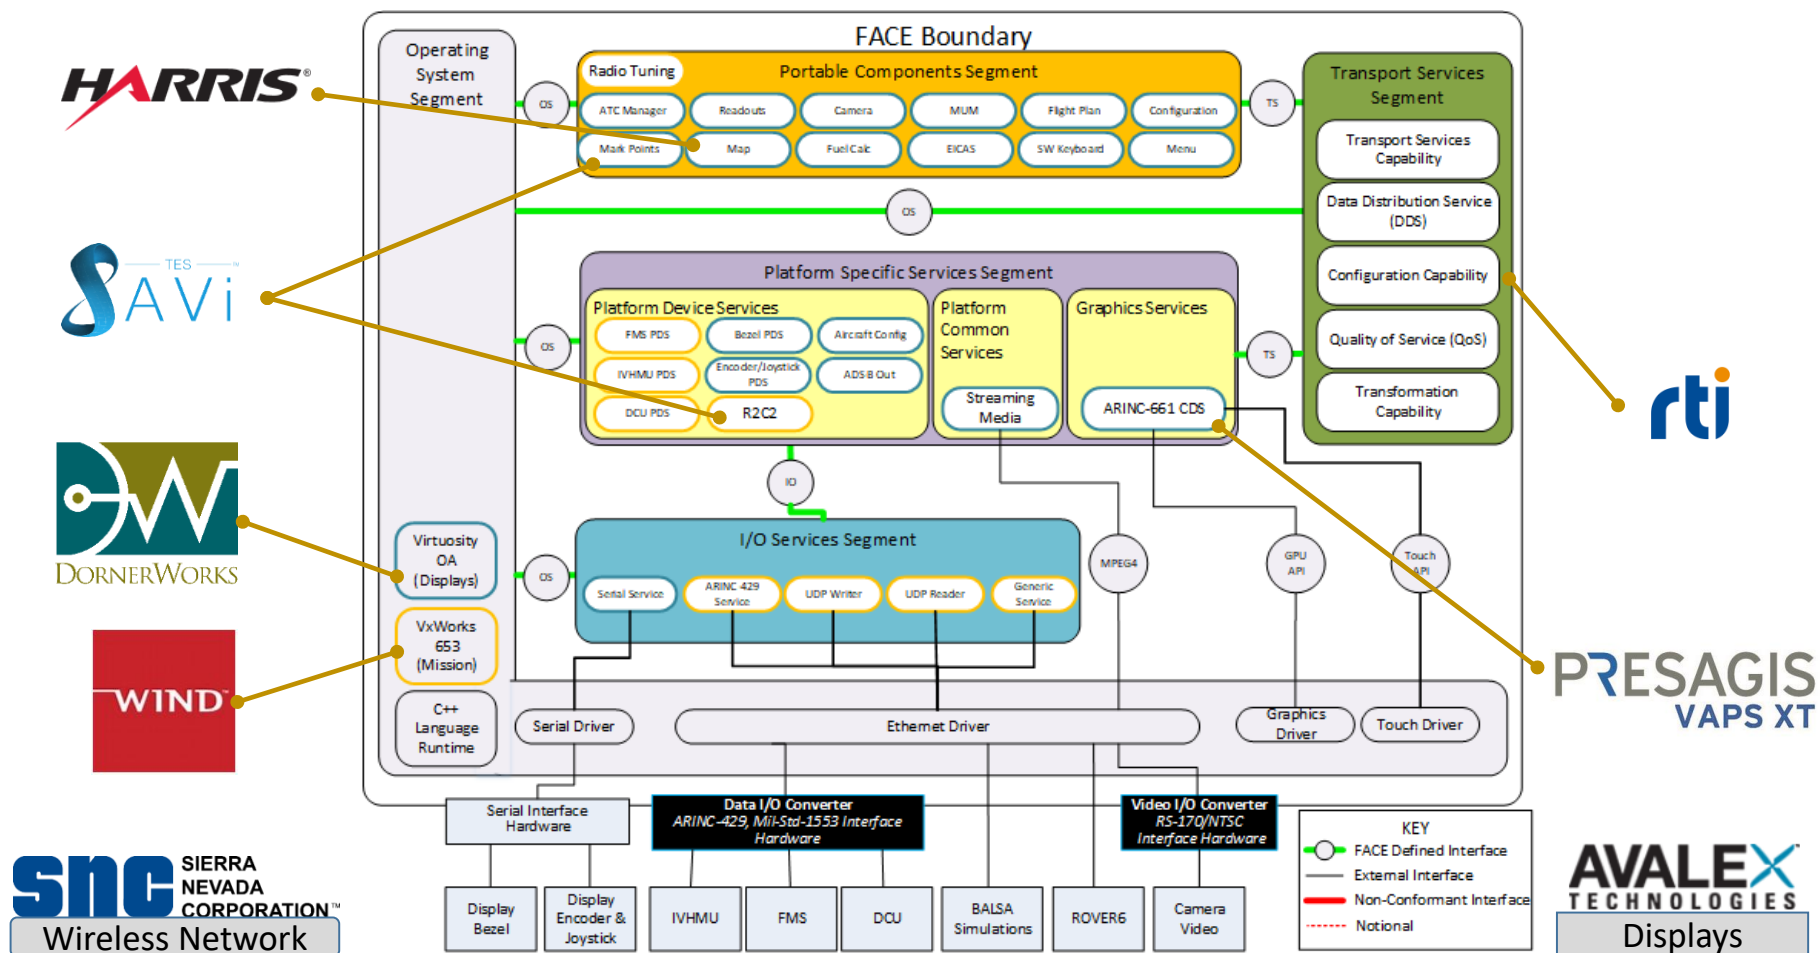 FACE Boundary
HARRIS®
TES ™
SAVi
DW
DORNERWORKS
WIND™
snc SIERRA
NEVADA
CORPORATION™
Wireless Network
Operating
System
Segment
Virtuosity
OA
(Displays)
VxWorks
653
(Mission)
C++
Language
Runtime
OS
Radio Tuning
Portable Components Segment
ATC Manager
Readouts
Camera
MUM
Flight Plan
Configuration
Mark Points
Map
Fuel Calc
EICAS
SW Keyboard
Menu
TS
OS
Transport Services
Segment
Transport Services
Capability
Data Distribution Service
(DDS)
Configuration Capability
Quality of Service (QoS)
Transformation
Capability
OS
Platform Specific Services Segment
Platform Device Services
FMS PDS
Bezel PDS
Aircraft Config
IVHMU PDS
Encoder/Joystick
PDS
ADS-B Out
DCU PDS
R2C2
Platform
Common
Services
Streaming
Media
Graphics Services
ARINC-661 CDS
TS
IO
OS
I/O Services Segment
Serial Service
ARINC 429
Service
UDP Writer
UDP Reader
Generic
Service
MPEG4
GPU
API
Touch
API
Serial Driver
Ethernet Driver
Graphics
Driver
Touch Driver
Serial Interface
Hardware
Data I/O Converter
ARINC-429, Mil-Std-1553 Interface
Hardware
Video I/O Converter
RS-170/NTSC
Interface Hardware
Display
Bezel
Display
Encoder &
Joystick
IVHMU
FMS
DCU
BALSA
Simulations
ROVER6
Camera
Video
KEY
FACE Defined Interface
External Interface
Non-Conformant Interface
Notional
rti
PRESAGIS
VAPS XT
AVALEX™
TECHNOLOGIES
Displays